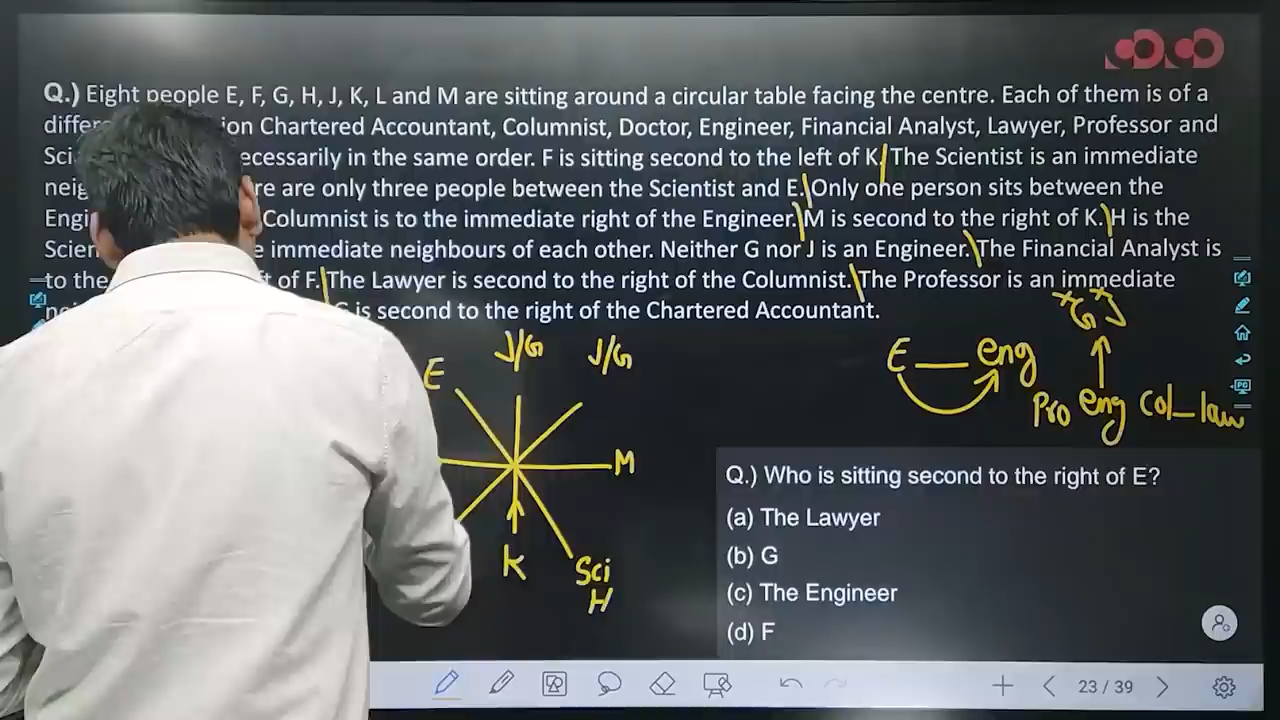 Q.) Eight people E, F, G, H, J, K, L and M are sitting around a circular table facing the centre. Each of them is of a
ion Chartered Accountant, Columnist, Doctor, Engineer, Financial Analyst, Lawyer, Professor and
ecessarily in the same order. F is sitting second to the left of K. The Scientist is an immediate
re are only three people between the Scientist and E. Only one person sits between the
Columnist is to the immediate right of the Engineer. M is second to the right of K. H is the
immediate neighbours of each other. Neither G nor J is an Engineer. The Financial Analyst is
to the of F. The Lawyer is second to the right of the Columnist. The Professor is an immediate
is second to the right of the Chartered Accountant.
E J/G J/G
M
K Sci
H
E eng
G J
Pro eng Col_law
Q.) Who is sitting second to the right of E?
(a) The Lawyer
(b) G
(c) The Engineer
(d) F
23 / 39